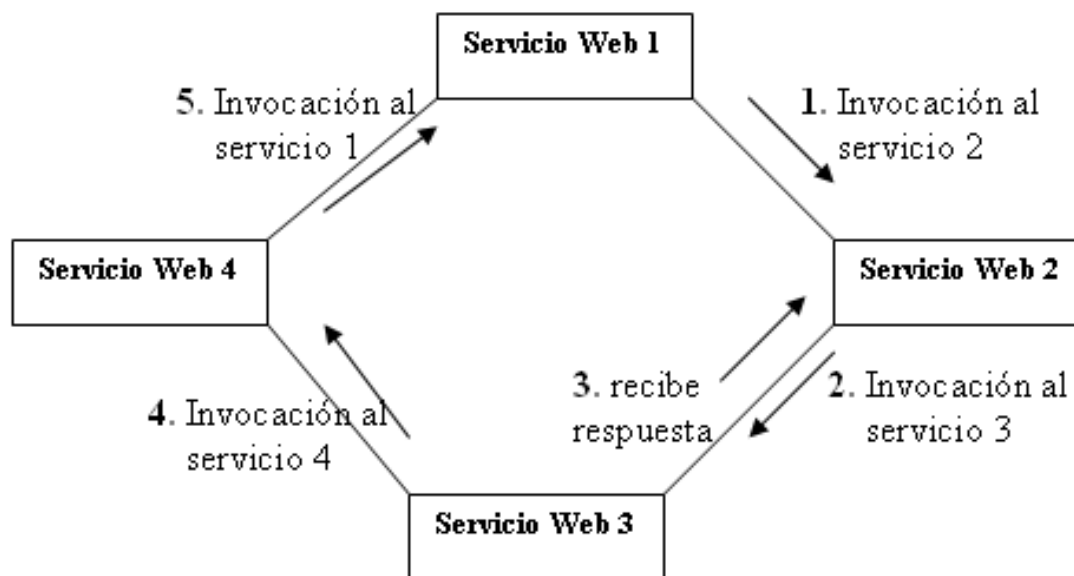 Servicio Web 1
5. Invocación al
servicio 1
1. Invocación al
servicio 2
Servicio Web 4
Servicio Web 2
3. recibe
respuesta
2. Invocación al
servicio 3
4. Invocación al
servicio 4
Servicio Web 3